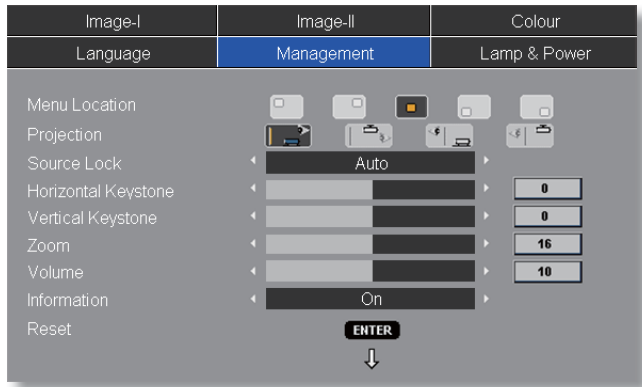 Image-I Image-II Colour
Language Management Lamp & Power
Menu Location
Projection
Source Lock Auto
Horizontal Keystone 0
Vertical Keystone 0
Zoom 16
Volume 10
Information On
Reset ENTER